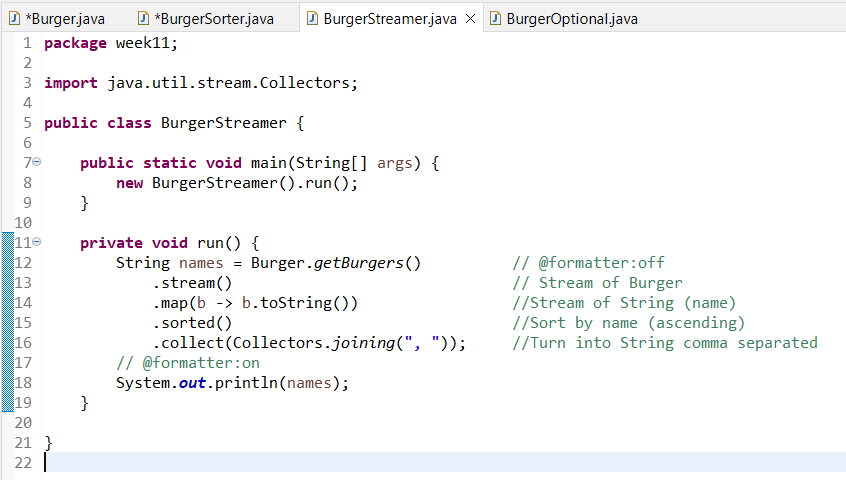 *Burger.java *BurgerSorter.java BurgerStreamer.java BurgerOptional.java
1 package week11;
2
3 import java.util.stream.Collectors;
4
5 public class BurgerStreamer {
6
7 public static void main(String[] args) {
8 new BurgerStreamer().run();
9 }
10
11 private void run() {
12 String names = Burger.getBurgers() // @formatter:off
13 .stream() // Stream of Burger
14 .map(b -> b.toString()) //Stream of String (name)
15 .sorted() //Sort by name (ascending)
16 .collect(Collectors.joining(", ")); //Turn into String comma separated
17 // @formatter:on
18 System.out.println(names);
19 }
20
21 }
22